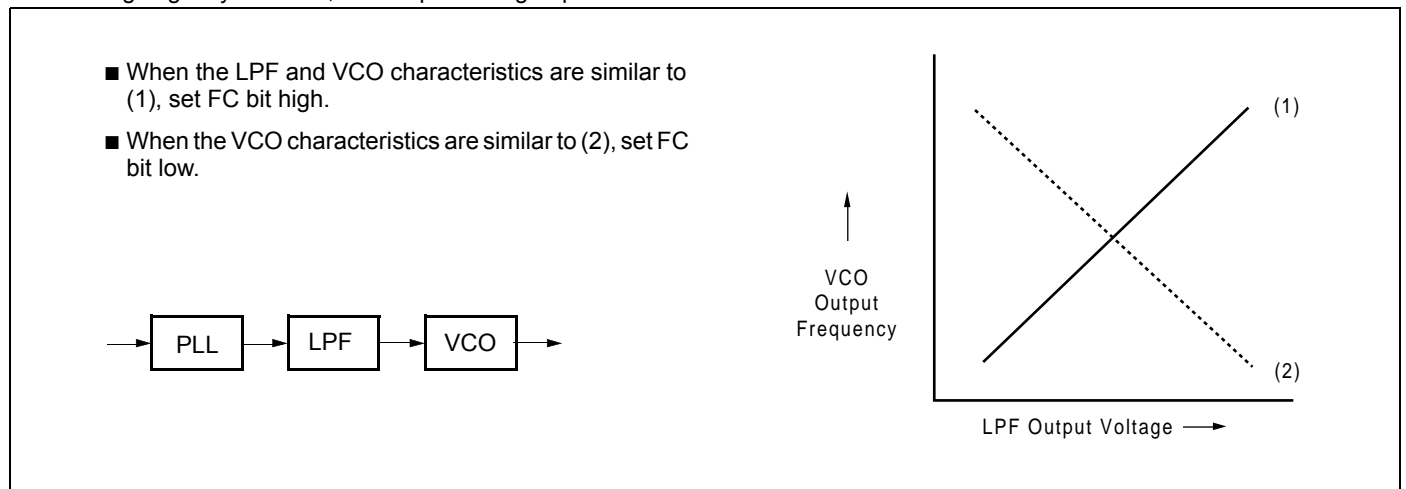 ■ When the LPF and VCO characteristics are similar to
(1), set FC bit high.
■ When the VCO characteristics are similar to (2), set FC
bit low.
PLL
LPF
VCO
(1)
VCO
Output
Frequency
(2)
LPF Output Voltage